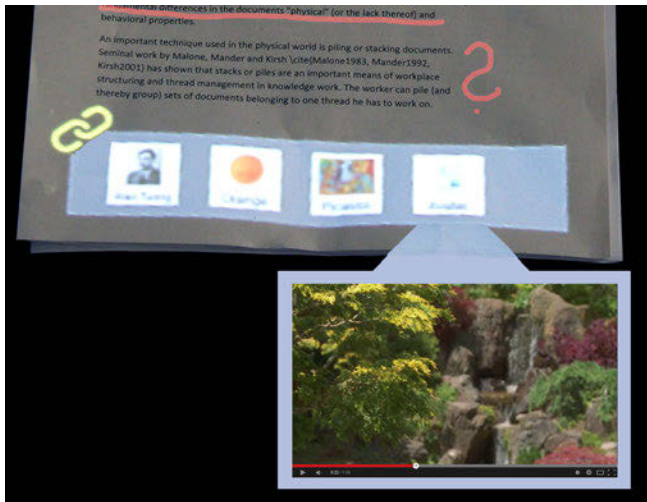 differences in the documents "physical" (or the lack thereof) and
behavioral properties.
An important technique used in the physical world is piling or stacking documents.
Seminal work by Malone, Mander and Kirsh \cite{Malone1983, Mander1992,
Kirsh2001} has shown that stacks or piles are an important means of workplace
structuring and thread management in knowledge work. The worker can pile (and
thereby group) sets of documents belonging to one thread he has to work on.
?
Orange
Picasso